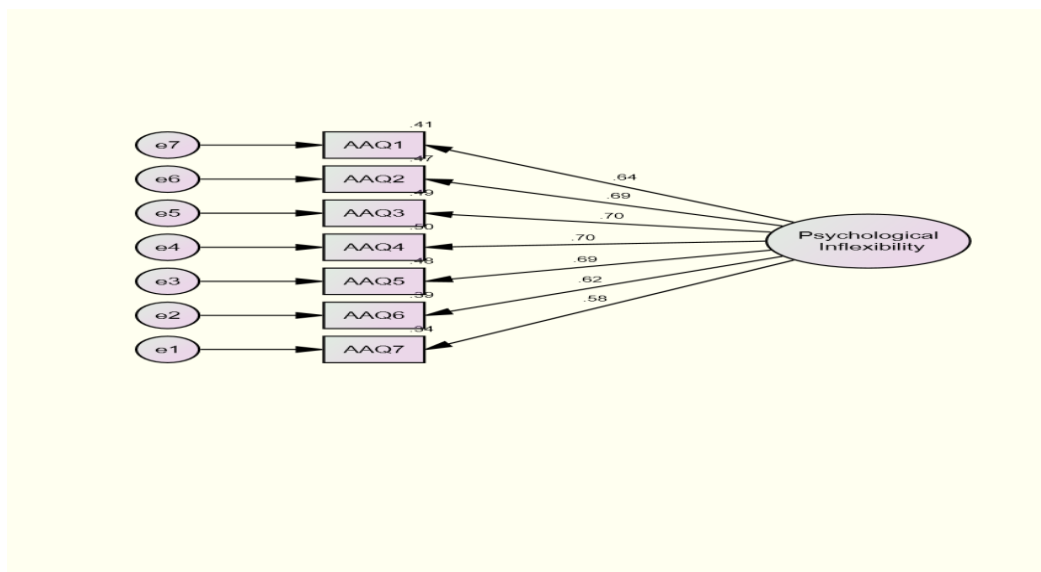 .41
e7 AAQ1
.47
.64
e6 AAQ2
.69
.49
e5 AAQ3
.70
.50
e4 AAQ4
.70
.48
e3 AAQ5
.69
.39
e2 AAQ6
.62
.34
e1 AAQ7
.58
Psychological
Inflexibility